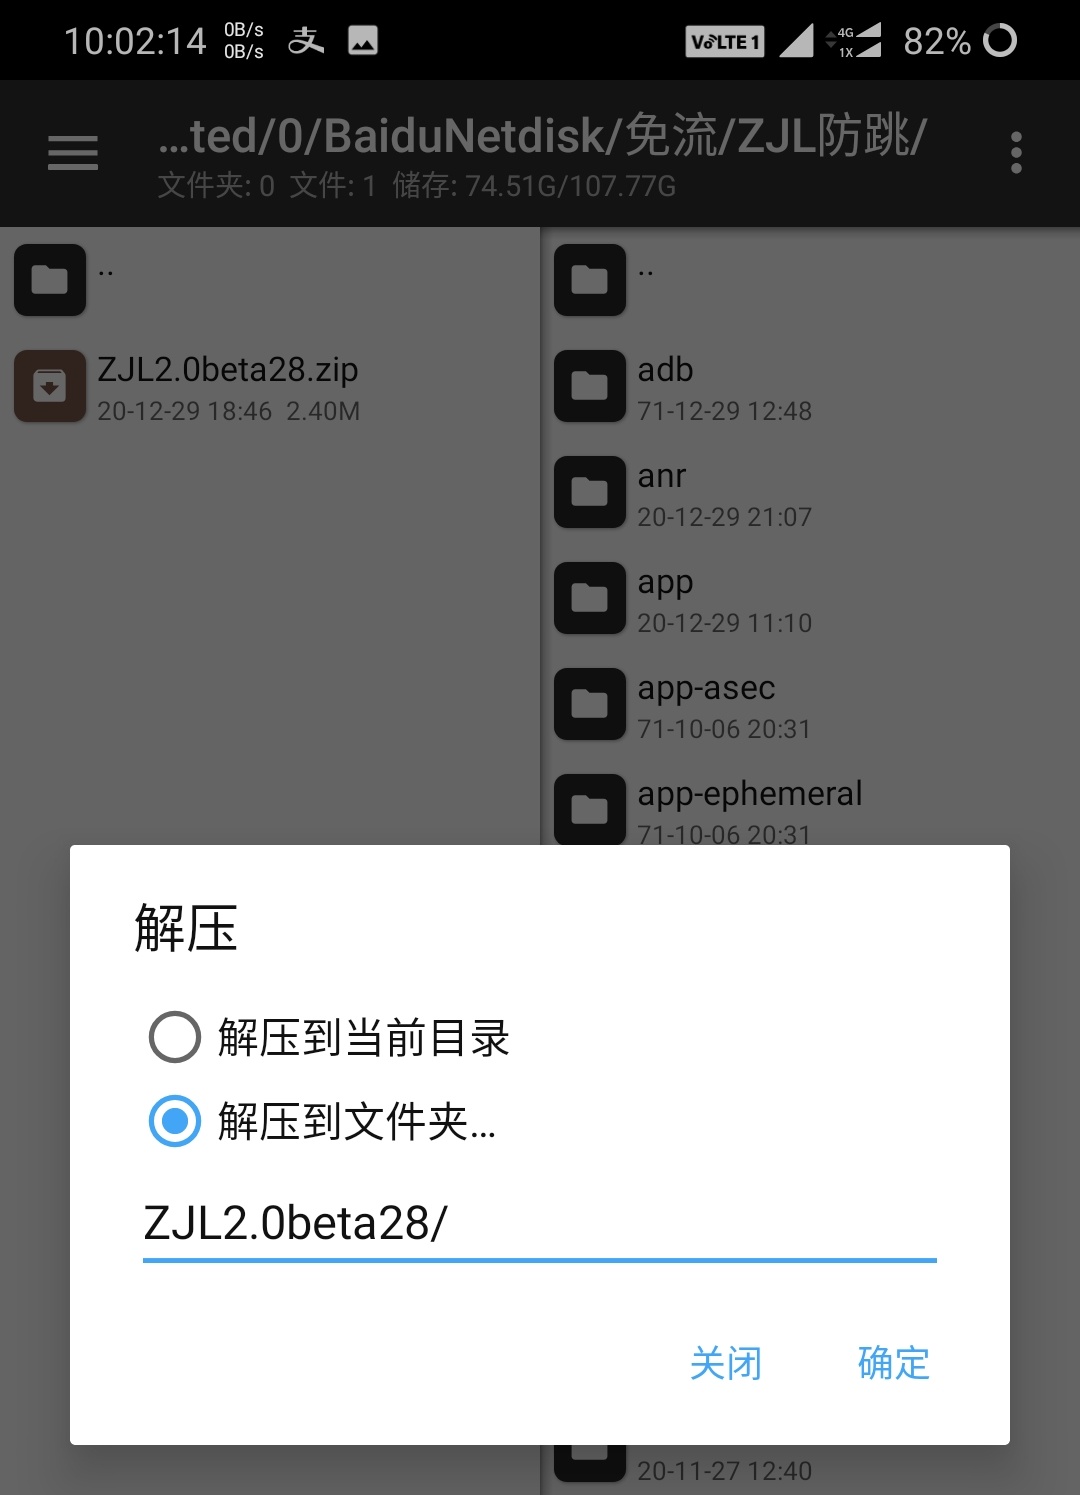 10:02:14 0B/s 0B/s 支 VoLTE 1 4G 1X 82%
...ted/0/BaiduNetdisk/免流/ZJL防跳/
文件夹: 0 文件: 1 储存: 74.51G/107.77G
..
ZJL2.0beta28.zip
20-12-29 18:46 2.40M
..
adb
71-12-29 12:48
anr
20-12-29 21:07
app
20-12-29 11:10
app-asec
71-10-06 20:31
app-ephemeral
71-10-06 20:31
解压
解压到当前目录
解压到文件夹...
ZJL2.0beta28/
关闭 确定
20-11-27 12:40